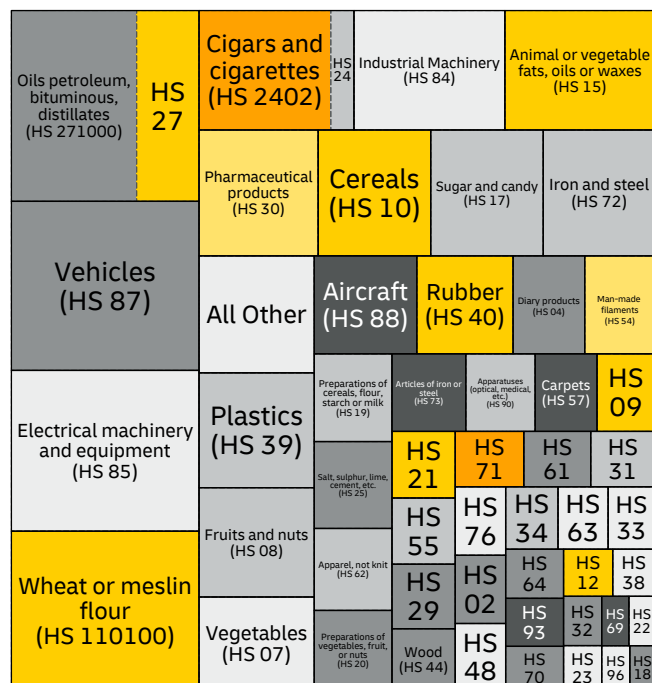 Oils petroleum,
bituminous,
distillates
(HS 271000)
HS
27
Cigars and
cigarettes
(HS 2402)
HS
24
Industrial Machinery
(HS 84)
Animal or vegetable
fats, oils or waxes
(HS 15)
Pharmaceutical
products
(HS 30)
Cereals
(HS 10)
Sugar and candy
(HS 17)
Iron and steel
(HS 72)
Vehicles
(HS 87)
All Other
Aircraft
(HS 88)
Rubber
(HS 40)
Diary products
(HS 04)
Man-made
filaments
(HS 54)
Electrical machinery
and equipment
(HS 85)
Plastics
(HS 39)
Preparations of
cereals, flour,
starch or milk
(HS 19)
Articles of iron or
steel
(HS 73)
Apparatuses
(optical, medical,
etc.)
(HS 90)
Carpets
(HS 57)
HS
09
Salt, sulphur, lime,
cement, etc.
(HS 25)
HS
21
HS
71
HS
61
HS
31
Fruits and nuts
(HS 08)
HS
55
HS
76
HS
34
HS
63
HS
33
Wheat or meslin
flour
(HS 110100)
Apparel, not knit
(HS 62)
HS
29
HS
02
HS
64
HS
12
HS
38
Vegetables
(HS 07)
Preparations of
vegetables, fruit,
or nuts
(HS 20)
Wood
(HS 44)
HS
48
HS
93
HS
32
HS
69
HS
22
HS
70
HS
23
HS
96
HS
18